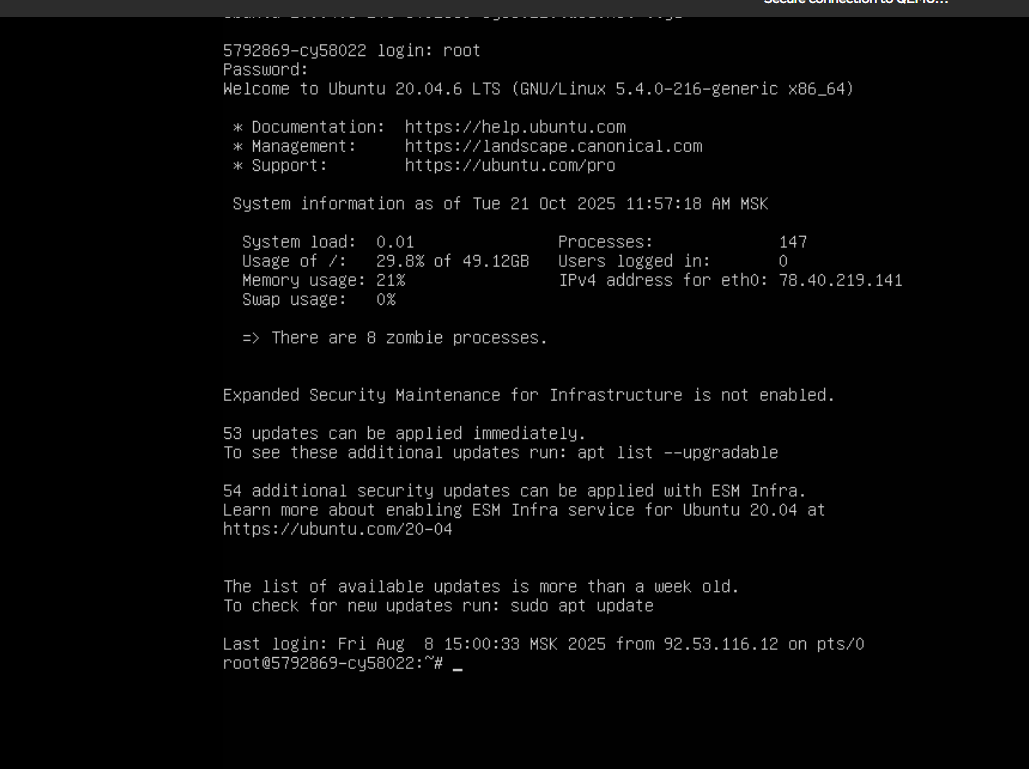 Secure connection to QEMU...
5792869-cy58022 login: root
Password:
Welcome to Ubuntu 20.04.6 LTS (GNU/Linux 5.4.0-216-generic x86_64)
* Documentation:  https://help.ubuntu.com
* Management:     https://landscape.canonical.com
* Support:        https://ubuntu.com/pro
System information as of Tue 21 Oct 2025 11:57:18 AM MSK
System load:  0.01               Processes:             147
Usage of /:   29.8% of 49.12GB   Users logged in:       0
Memory usage: 21%                IPv4 address for eth0: 78.40.219.141
Swap usage:   0%
=> There are 8 zombie processes.
Expanded Security Maintenance for Infrastructure is not enabled.
53 updates can be applied immediately.
To see these additional updates run: apt list --upgradable
54 additional security updates can be applied with ESM Infra.
Learn more about enabling ESM Infra service for Ubuntu 20.04 at
https://ubuntu.com/20-04
The list of available updates is more than a week old.
To check for new updates run: sudo apt update
Last login: Fri Aug  8 15:00:33 MSK 2025 from 92.53.116.12 on pts/0
root@5792869-cy58022:~# _